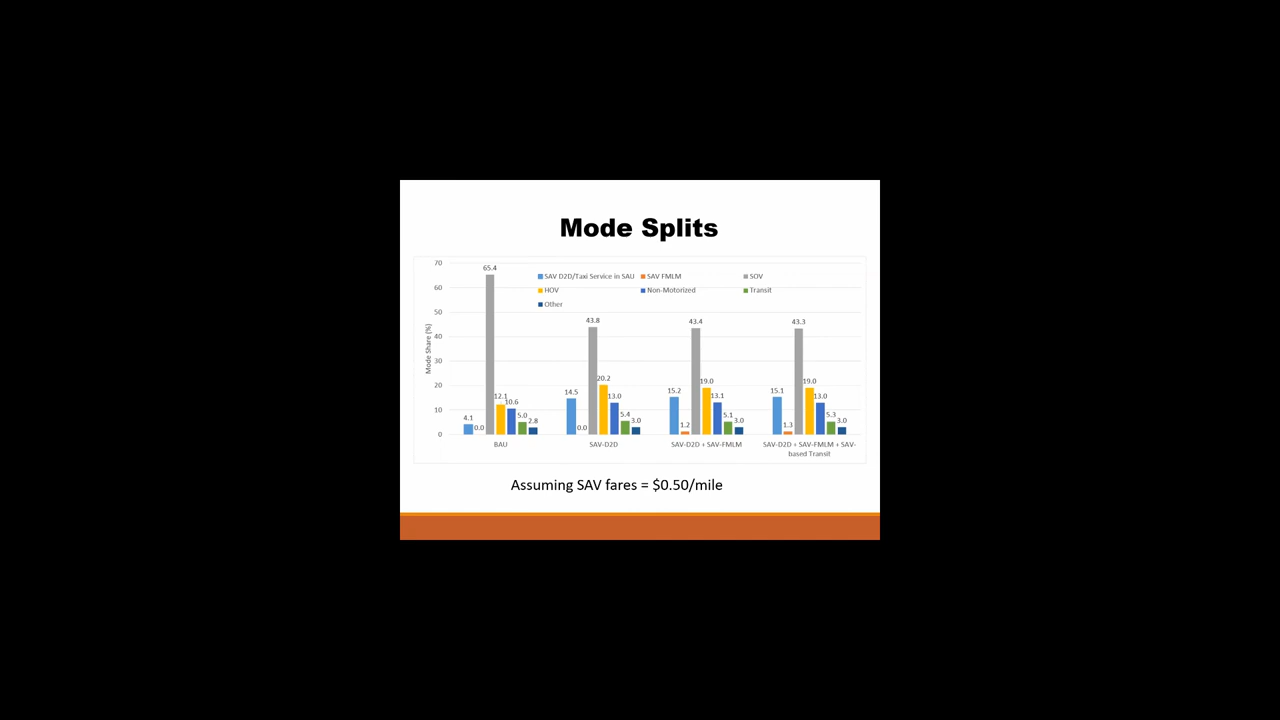 Mode Splits
70
60
50
40
30
20
10
0
Mode Share (%)
SAV D2D/Taxi Service in SAU
SAV FMLM
SOV
HOV
Non-Motorized
Transit
Other
4.1
0.0
65.4
12.1
10.6
5.0
2.8
14.5
0.0
43.8
20.2
13.0
5.4
3.0
15.2
1.2
43.4
19.0
13.1
5.1
3.0
15.1
1.3
43.3
19.0
13.0
5.3
3.0
BAU
SAV-D2D
SAV-D2D + SAV-FMLM
SAV-D2D + SAV-FMLM + SAV-
based Transit
Assuming SAV fares = $0.50/mile